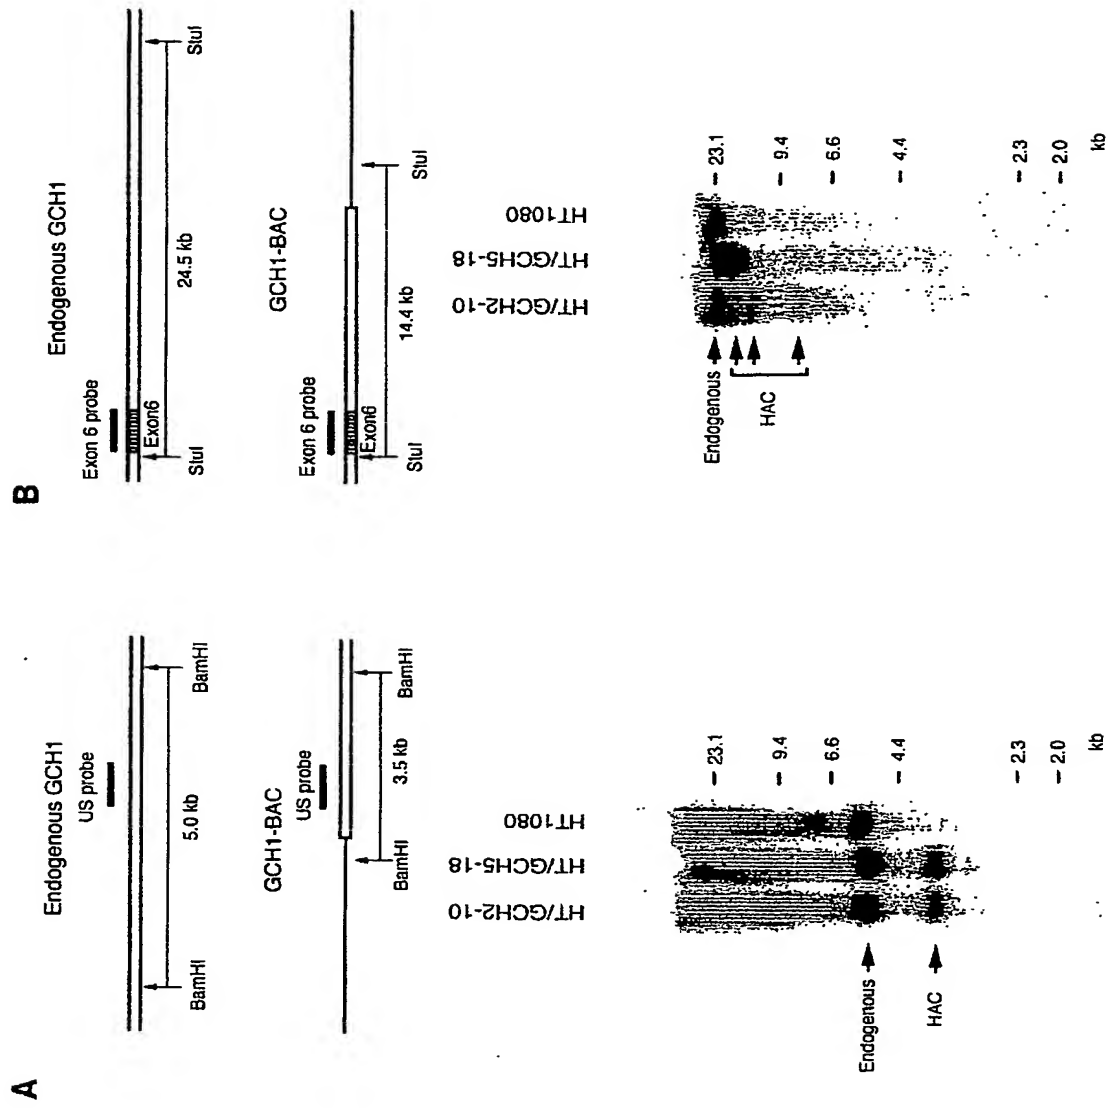 A
Endogenous GCH1
US probe
BamHI
BamHI
5.0 kb
GCH1-BAC
US probe
BamHI
BamHI
3.5 kb
HT/GCH2-10
HT/GCH5-18
HT1080
Endogenous
HAC
– 23.1
– 9.4
– 6.6
– 4.4
– 2.3
– 2.0
kb
B
Endogenous GCH1
Exon 6 probe
Exon6
StuI
StuI
24.5 kb
GCH1-BAC
Exon 6 probe
Exon6
StuI
StuI
14.4 kb
HT/GCH2-10
HT/GCH5-18
HT1080
Endogenous
HAC
– 23.1
– 9.4
– 6.6
– 4.4
– 2.3
– 2.0
kb